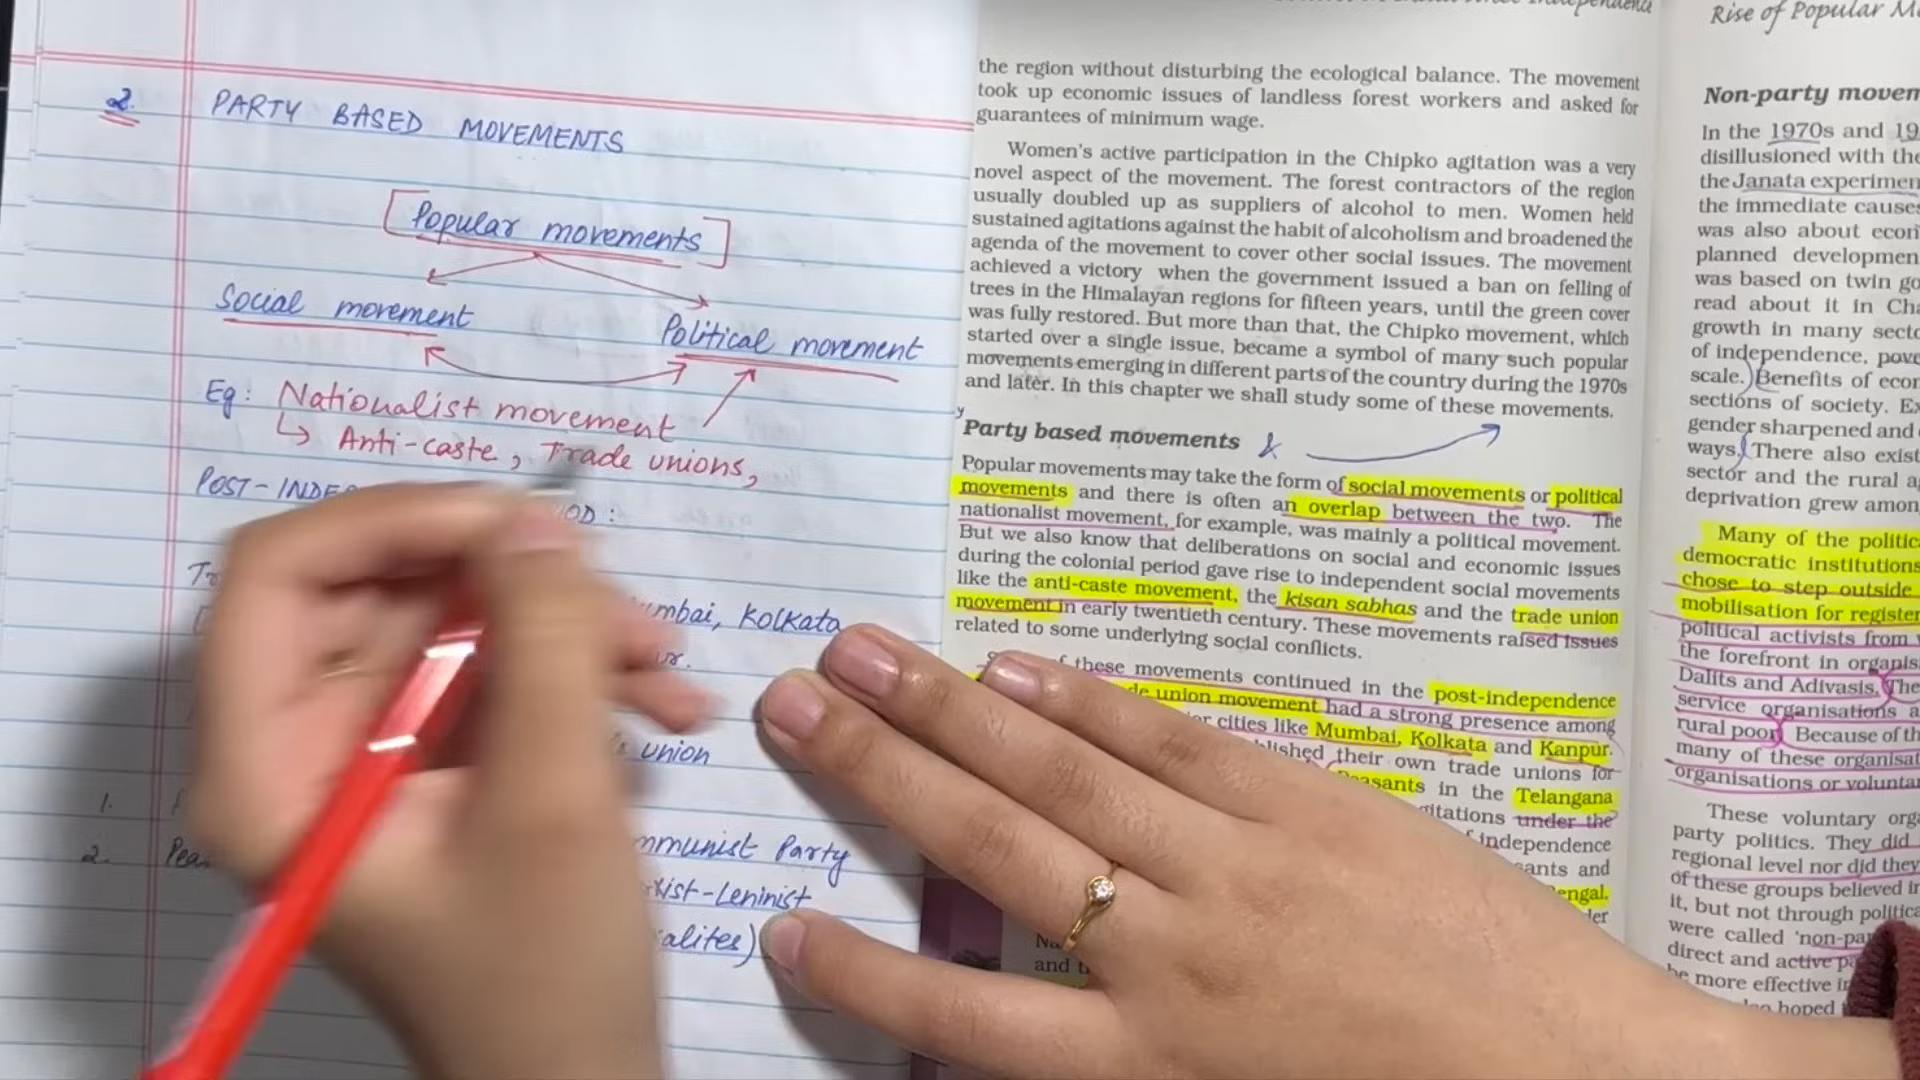 2. PARTY BASED MOVEMENTS
Popular movements
Social movement
Political movement
Eg: Nationalist movement
↳ Anti-caste, Trade unions,
POST-INDE OD:
mbai, Kolkata
union
1.
2. Pea
mmunist Party
xist-Leninist
alites)
the region without disturbing the ecological balance. The movement
took up economic issues of landless forest workers and asked for
guarantees of minimum wage.
Women's active participation in the Chipko agitation was a very
novel aspect of the movement. The forest contractors of the region
usually doubled up as suppliers of alcohol to men. Women held
sustained agitations against the habit of alcoholism and broadened the
agenda of the movement to cover other social issues. The movement
achieved a victory when the government issued a ban on felling of
trees in the Himalayan regions for fifteen years, until the green cover
was fully restored. But more than that, the Chipko movement, which
started over a single issue, became a symbol of many such popular
movements emerging in different parts of the country during the 1970s
and later. In this chapter we shall study some of these movements.
Party based movements
Popular movements may take the form of social movements or political
movements and there is often an overlap between the two. The
nationalist movement, for example, was mainly a political movement.
But we also know that deliberations on social and economic issues
during the colonial period gave rise to independent social movements
like the anti-caste movement, the kisan sabhas and the trade union
movement in early twentieth century. These movements raised issues
related to some underlying social conflicts.
these movements continued in the post-independence
de union movement had a strong presence among
cities like Mumbai, Kolkata and Kanpur.
blished their own trade unions for
easants in the Telangana
gitations under the
independence
ants and
engal.
der
Na
and t
Rise of Popular M
Non-party movem
In the 1970s and 19
disillusioned with the
the Janata experimen
the immediate causes
was also about econ
planned developmen
was based on twin go
read about it in Cha
growth in many secto
of independence, pove
scale. Benefits of econ
sections of society. Ex
gender sharpened and
ways. There also exist
sector and the rural a
deprivation grew amon
Many of the politic
democratic institutions
chose to step outside
mobilisation for register
political activists from
the forefront in organis
Dalits and Adivasis. The
service organisations a
rural poor. Because of th
many of these organisat
organisations or voluntar
These voluntary orga
party politics. They did
regional level nor did they
of these groups believed in
it, but not through politica
were called 'non-par
direct and active pa
be more effective i
also hoped